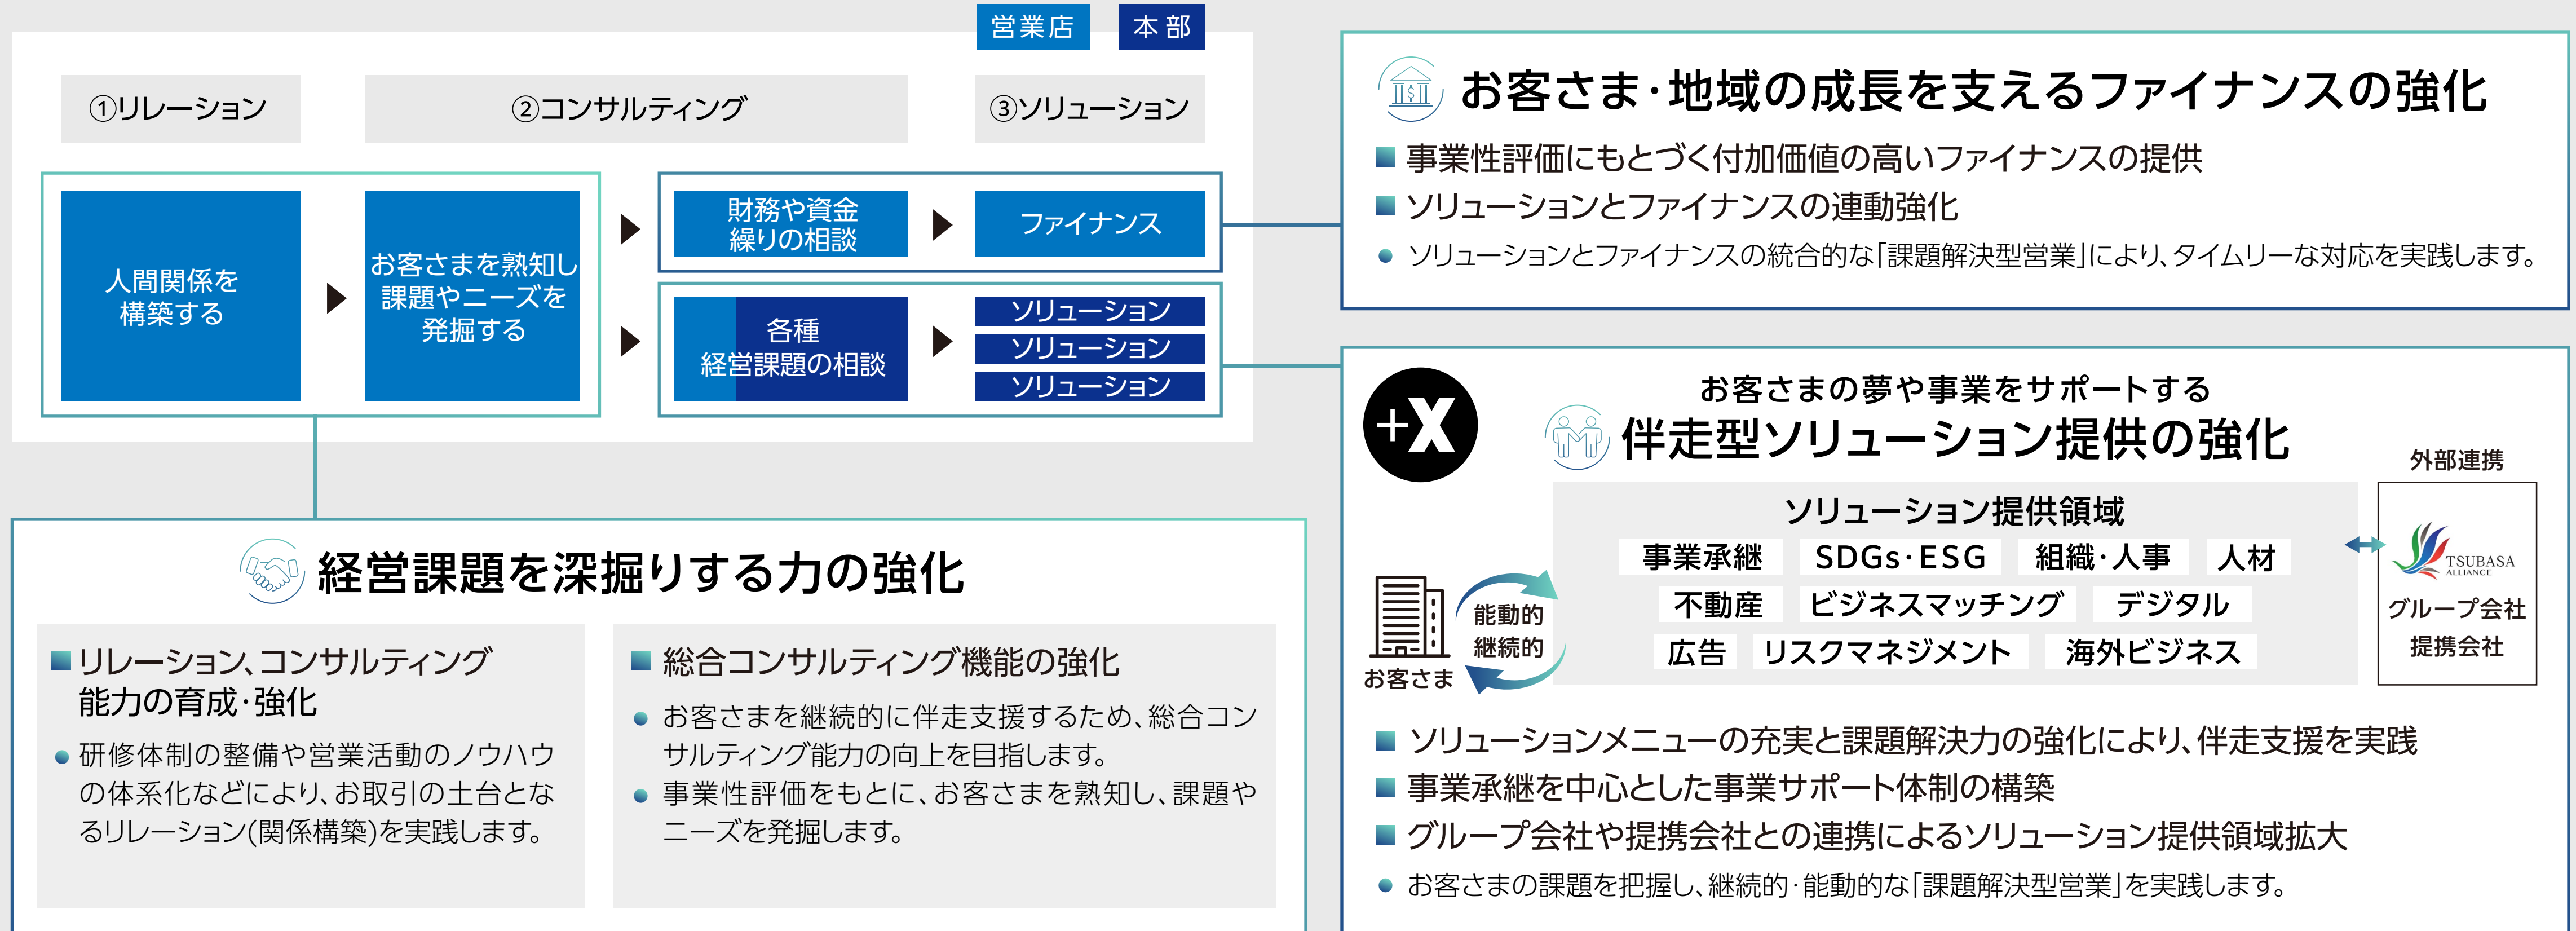 営業店
本部
①リレーション
②コンサルティング
③ソリューション
人間関係を
構築する
お客さまを熟知し
課題やニーズを
発掘する
財務や資金
繰りの相談
ファイナンス
各種
経営課題の相談
ソリューション
ソリューション
ソリューション
お客さま・地域の成長を支えるファイナンスの強化
■事業性評価にもとづく付加価値の高いファイナンスの提供
■ソリューションとファイナンスの連動強化
●ソリューションとファイナンスの統合的な「課題解決型営業」により、タイムリーな対応を実践します。
経営課題を深掘りする力の強化
■リレーション、コンサルティング
能力の育成・強化
●研修体制の整備や営業活動のノウハウ
の体系化などにより、お取引の土台とな
るリレーション(関係構築)を実践します。
■総合コンサルティング機能の強化
●お客さまを継続的に伴走支援するため、総合コン
サルティング能力の向上を目指します。
●事業性評価をもとに、お客さまを熟知し、課題や
ニーズを発掘します。
+X
お客さまの夢や事業をサポートする
伴走型ソリューション提供の強化
ソリューション提供領域
事業承継 SDGs・ESG 組織・人事 人材
不動産 ビジネスマッチング デジタル
広告 リスクマネジメント 海外ビジネス
お客さま
能動的
継続的
外部連携
TSUBASA
ALLIANCE
グループ会社
提携会社
■ソリューションメニューの充実と課題解決力の強化により、伴走支援を実践
■事業承継を中心とした事業サポート体制の構築
■グループ会社や提携会社との連携によるソリューション提供領域拡大
●お客さまの課題を把握し、継続的・能動的な「課題解決型営業」を実践します。